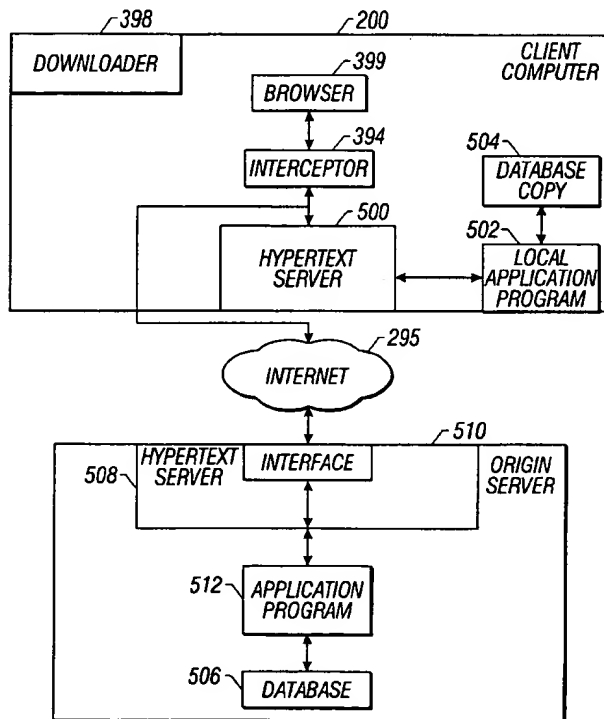 398
200
DOWNLOADER
CLIENT
COMPUTER
399
BROWSER
394
INTERCEPTOR
504
DATABASE
COPY
500
HYPERTEXT
SERVER
502
LOCAL
APPLICATION
PROGRAM
295
INTERNET
510
508
HYPERTEXT
SERVER
INTERFACE
ORIGIN
SERVER
512
APPLICATION
PROGRAM
506
DATABASE